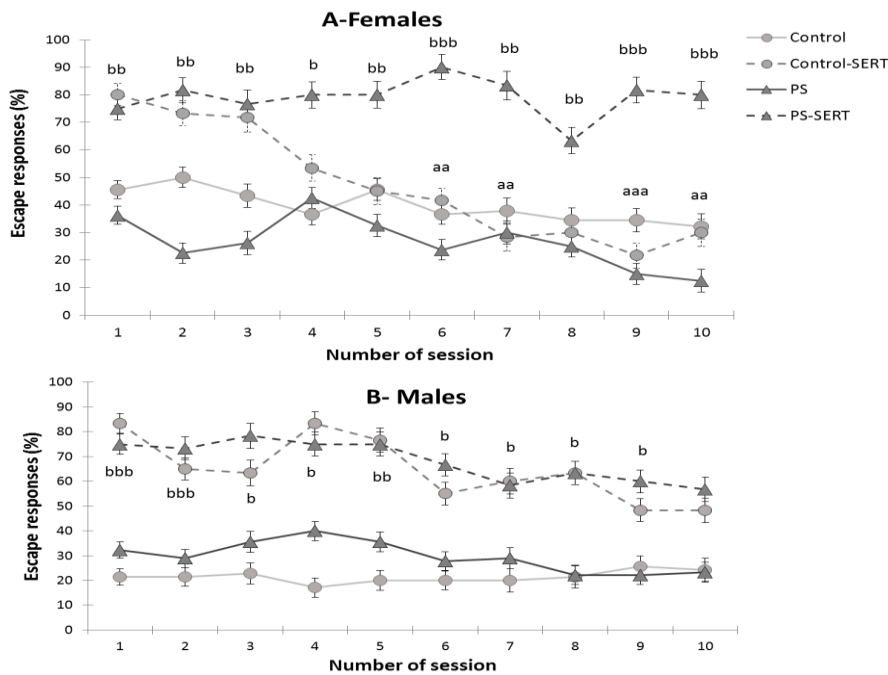 A-Females
Escape responses (%)
100
90
80
70
60
50
40
30
20
10
0
bb
bb
bb
b
bb
bbb
bb
bb
bbb
bbb
aa
aa
aaa
aa
1 2 3 4 5 6 7 8 9 10
Number of session
Control
Control-SERT
PS
PS-SERT
B- Males
Escape responses (%)
100
90
80
70
60
50
40
30
20
10
0
bbb
bbb
b
b
bb
b
b
b
b
1 2 3 4 5 6 7 8 9 10
Number of session